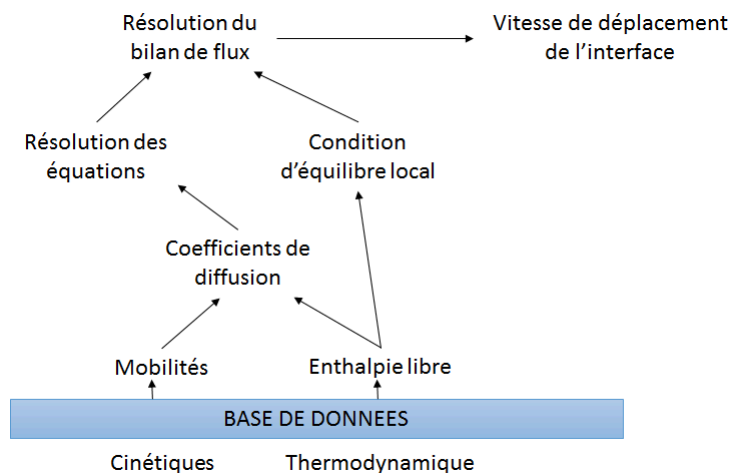 Résolution du
bilan de flux
Vitesse de déplacement
de l'interface
Résolution des
équations
Condition
d'équilibre local
Coefficients de
diffusion
Mobilités
Enthalpie libre
BASE DE DONNEES
Cinétiques
Thermodynamique